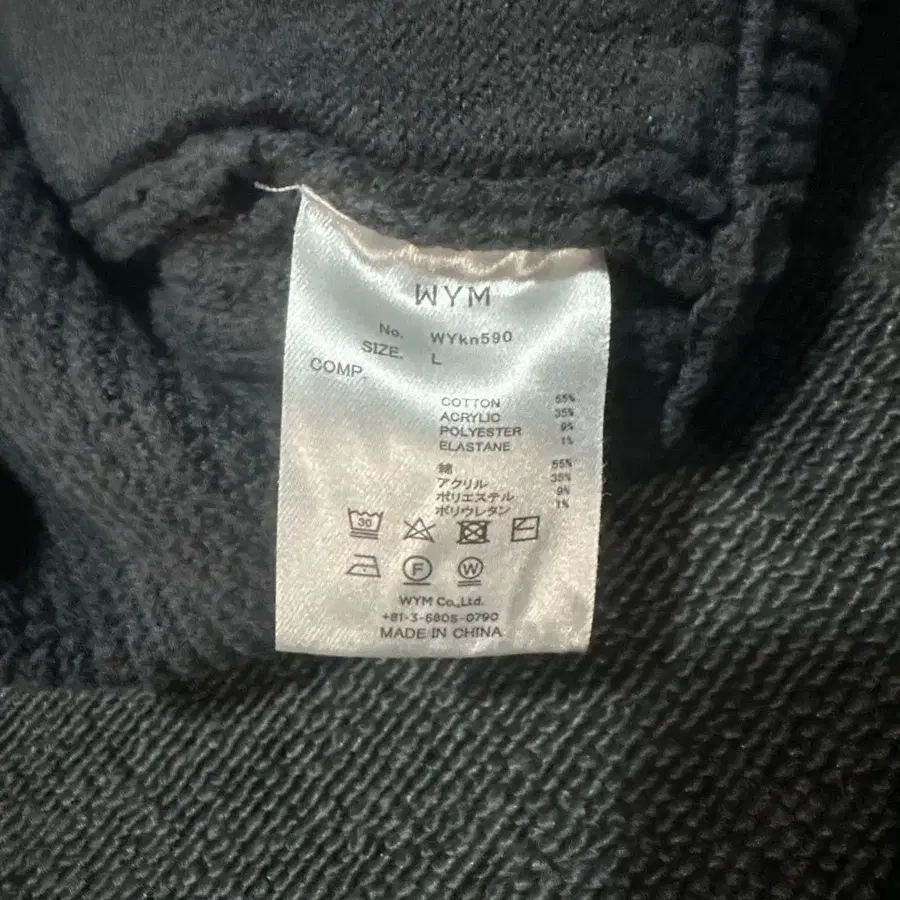 WYM
No. WYkn590
SIZE. L
COMP.
COTTON 55%
ACRYLIC 35%
POLYESTER 9%
ELASTANE 1%
綿 55%
アクリル 35%
ポリエステル 9%
ポリウレタン 1%
30
F W
WYM Co.,Ltd.
+81-3-6805-0790
MADE IN CHINA